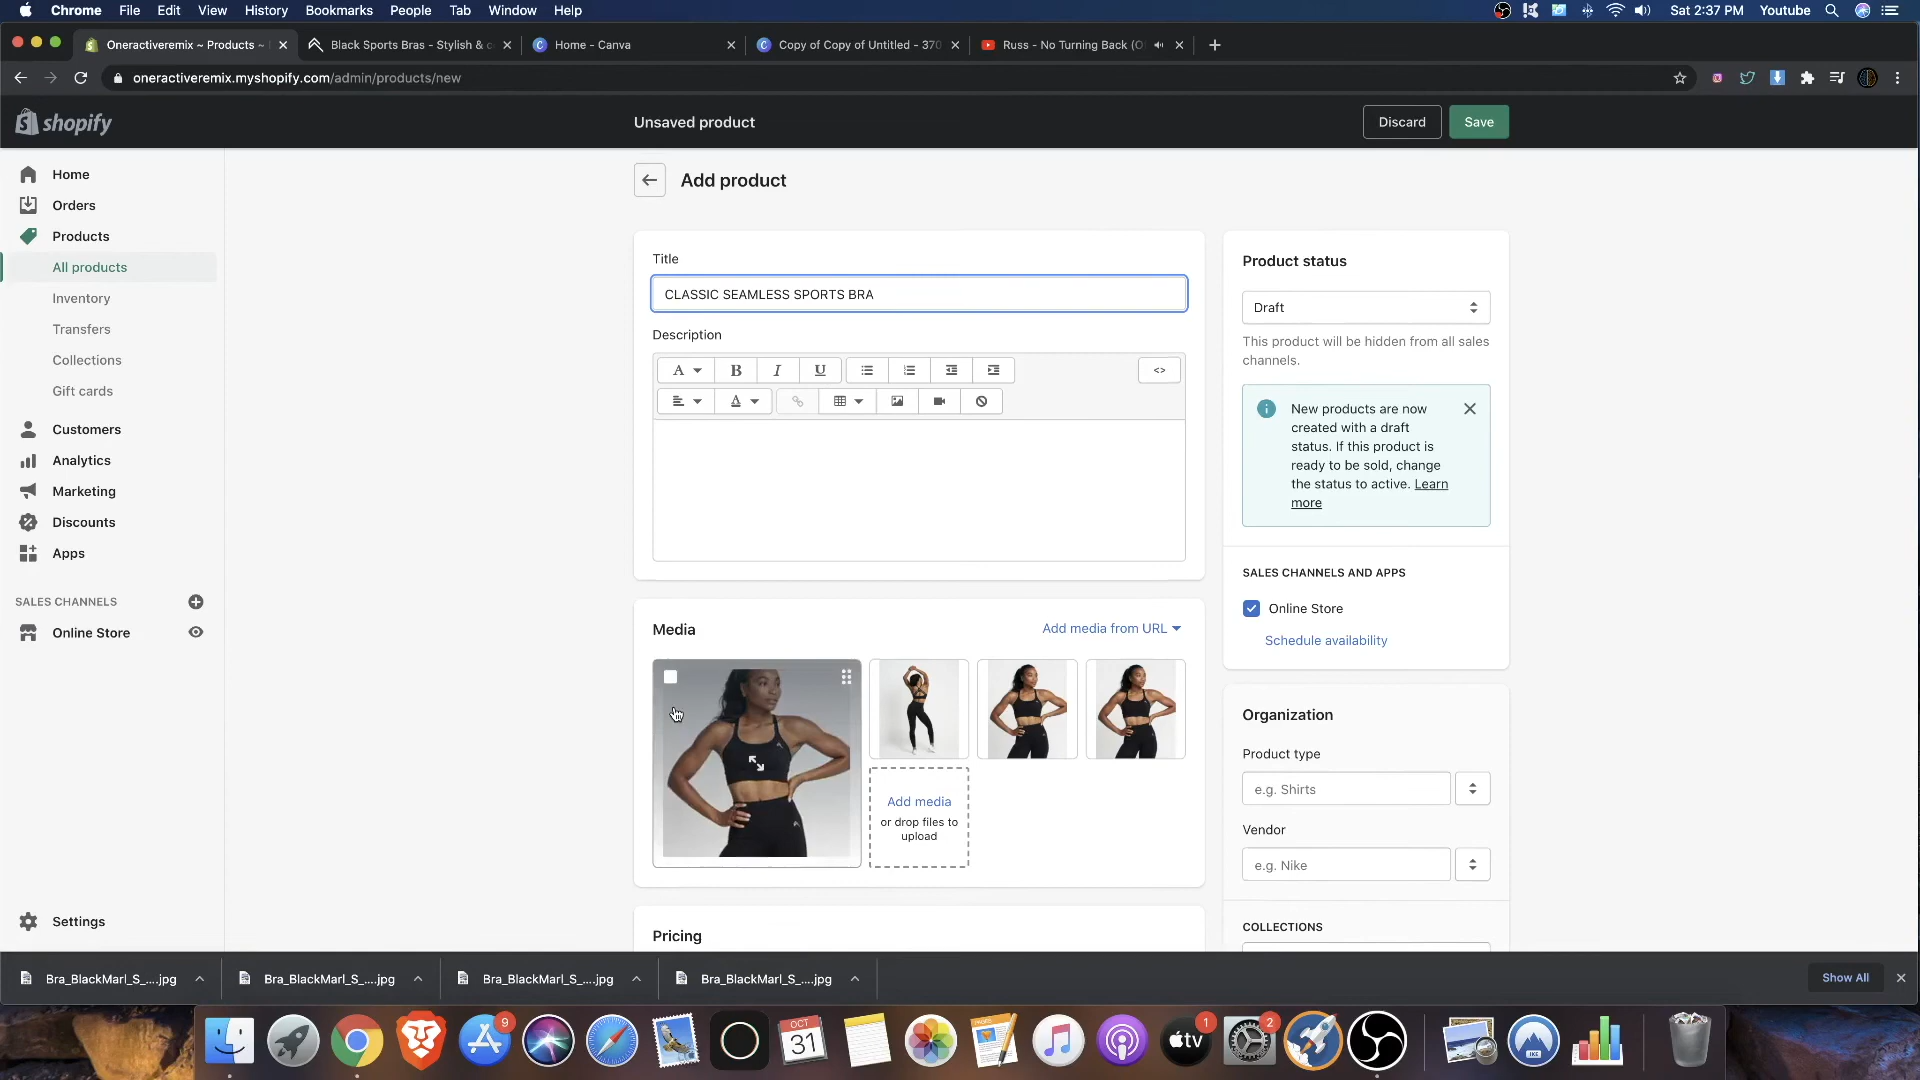 Chrome File Edit View History Bookmarks People Tab Window Help
Sat 2:37 PM Youtube
Oneractiveremix ~ Products ~
Black Sports Bras - Stylish & c
Home - Canva
Copy of Copy of Untitled - 370
Russ - No Turning Back (O
oneractiveremix.myshopify.com/admin/products/new
shopify
Unsaved product
Discard
Save
Home
Orders
Products
All products
Inventory
Transfers
Collections
Gift cards
Customers
Analytics
Marketing
Discounts
Apps
SALES CHANNELS
Online Store
Settings
Add product
Title
CLASSIC SEAMLESS SPORTS BRA
Description
A
B
I
U
A
<>
Media
Add media from URL
Add media
or drop files to
upload
Pricing
Product status
Draft
This product will be hidden from all sales
channels.
New products are now
created with a draft
status. If this product is
ready to be sold, change
the status to active. Learn
more
SALES CHANNELS AND APPS
Online Store
Schedule availability
Organization
Product type
e.g. Shirts
Vendor
e.g. Nike
COLLECTIONS
Bra_BlackMarl_S_....jpg
Bra_BlackMarl_S_....jpg
Bra_BlackMarl_S_....jpg
Bra_BlackMarl_S_....jpg
Show All
9
OCT
31
tv
1
2